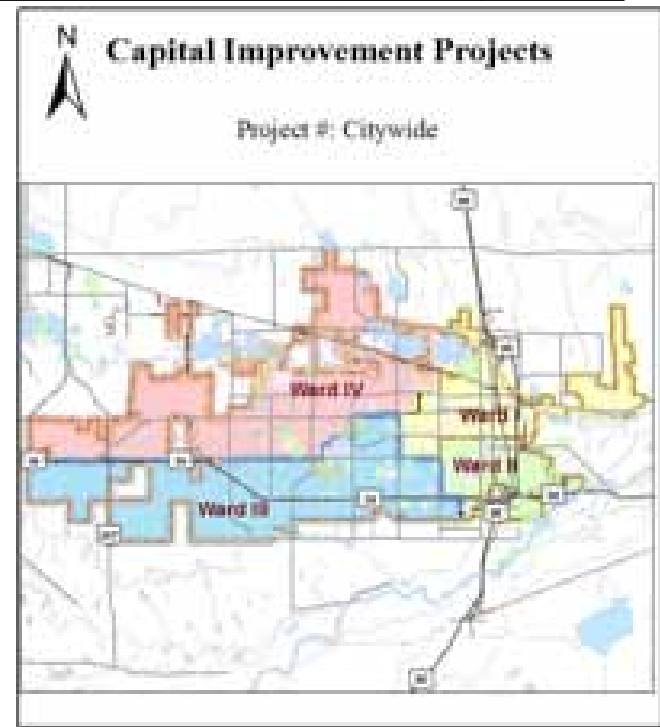 N
Capital Improvement Projects
Project #: Citywide
Ward IV
Ward I
Ward II
Ward III